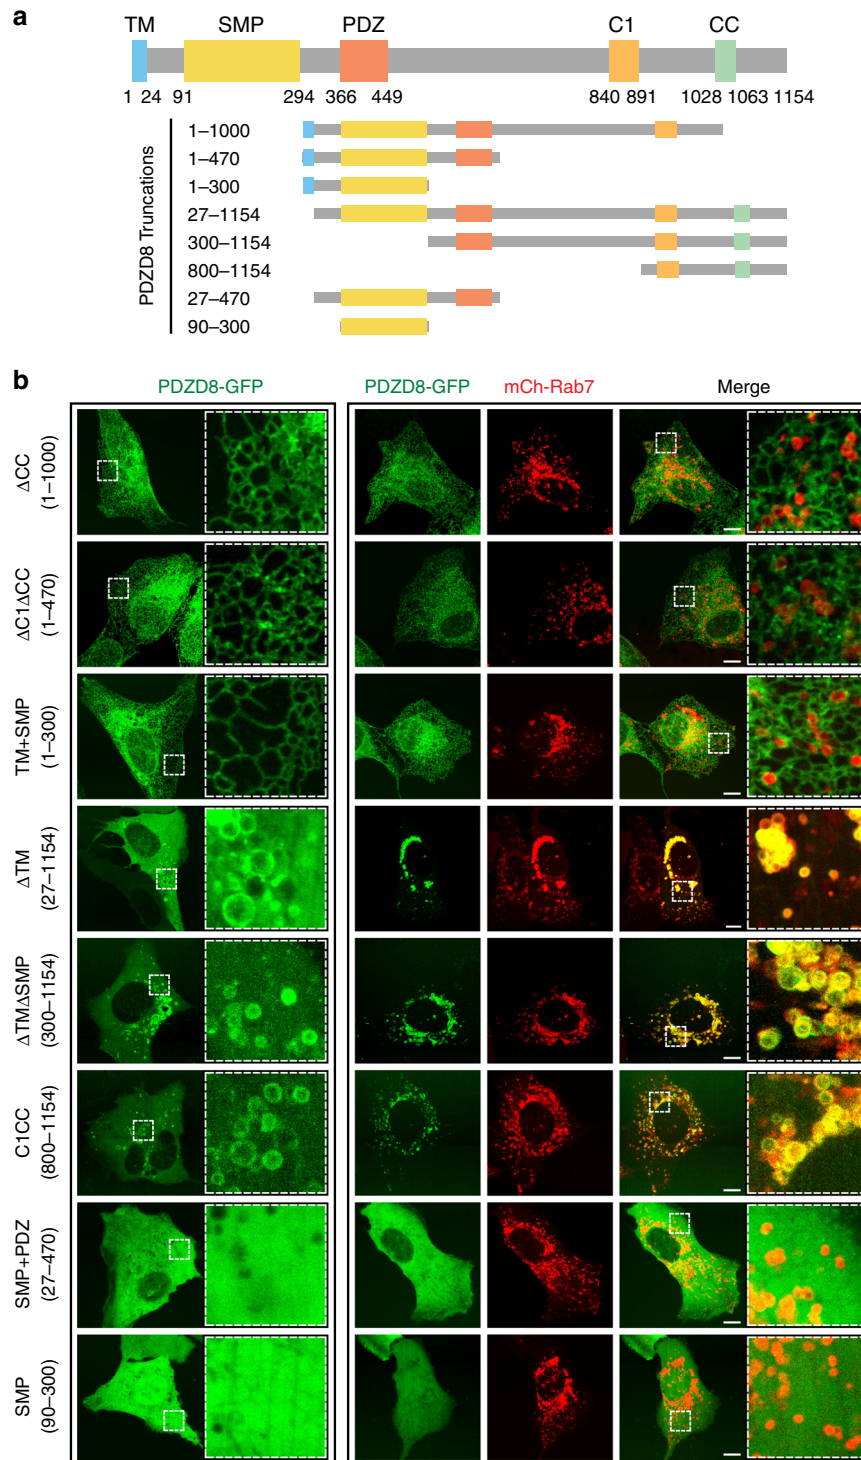 a
TM SMP PDZ C1 CC
1 24 91 294 366 449 840 891 1028 1063 1154
PDZD8 Truncations
1–1000
1–470
1–300
27–1154
300–1154
800–1154
27–470
90–300
b
PDZD8-GFP PDZD8-GFP mCh-Rab7 Merge
ΔCC
(1–1000)
ΔC1ΔCC
(1–470)
TM+SMP
(1–300)
ΔTM
(27–1154)
ΔTMΔSMP
(300–1154)
C1CC
(800–1154)
SMP+PDZ
(27–470)
SMP
(90–300)